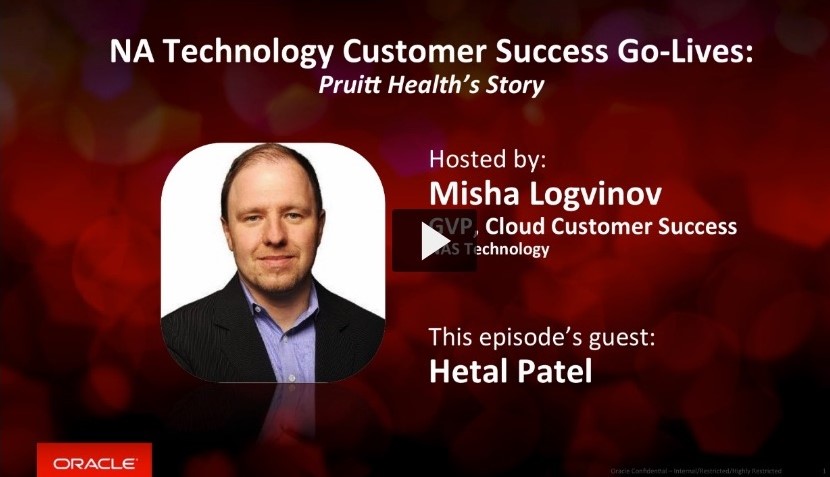 NA Technology Customer Success Go-Lives:
Pruitt Health's Story
Hosted by:
Misha Logvinov
GVP, Cloud Customer Success
NAS Technology
This episode's guest:
Hetal Patel
ORACLE
Oracle Confidential – Internal/Restricted/Highly Restricted
1